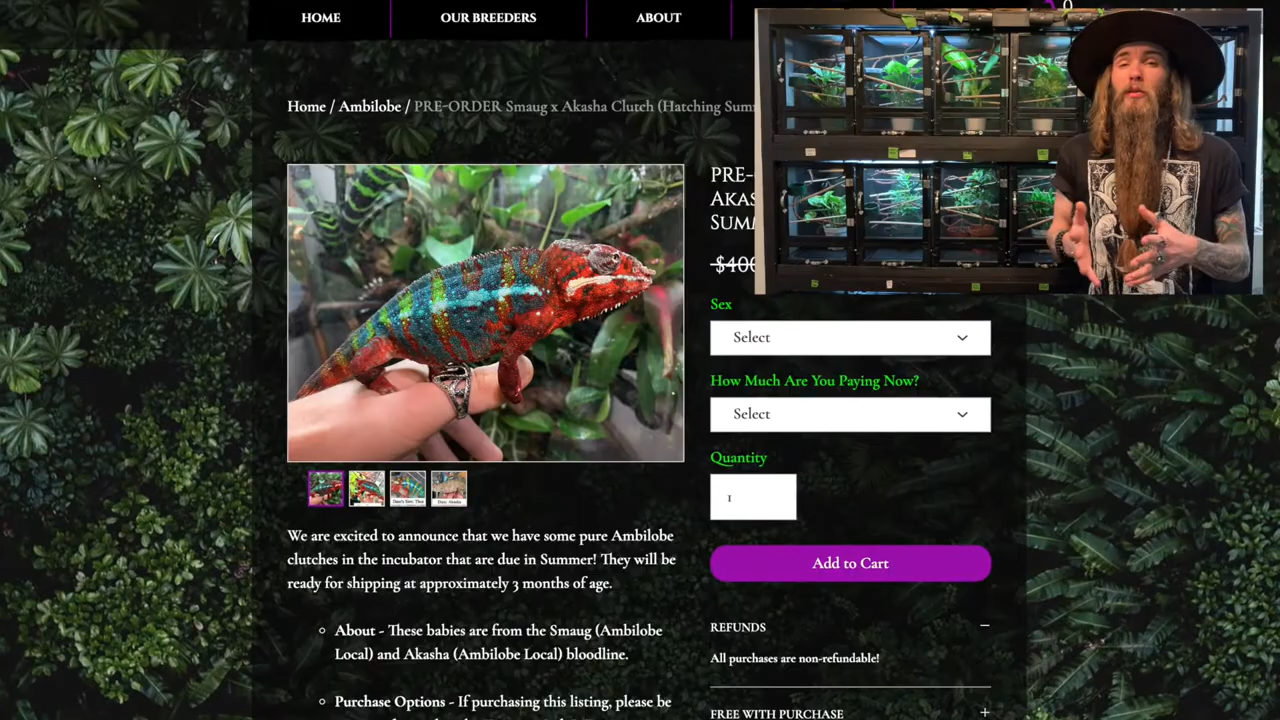 HOME
OUR BREEDERS
ABOUT
0
Home / Ambilobe / PRE-ORDER Smaug x Akasha Clutch (Hatching Summ
PRE-
AKAS
SUMM
$400
Sex
Select
How Much Are You Paying Now?
Select
Quantity
1
Add to Cart
We are excited to announce that we have some pure Ambilobe
clutches in the incubator that are due in Summer! They will be
ready for shipping at approximately 3 months of age.
About - These babies are from the Smaug (Ambilobe
Local) and Akasha (Ambilobe Local) bloodline.
Purchase Options - If purchasing this listing, please be
REFUNDS
All purchases are non-refundable!
FREE WITH PURCHASE